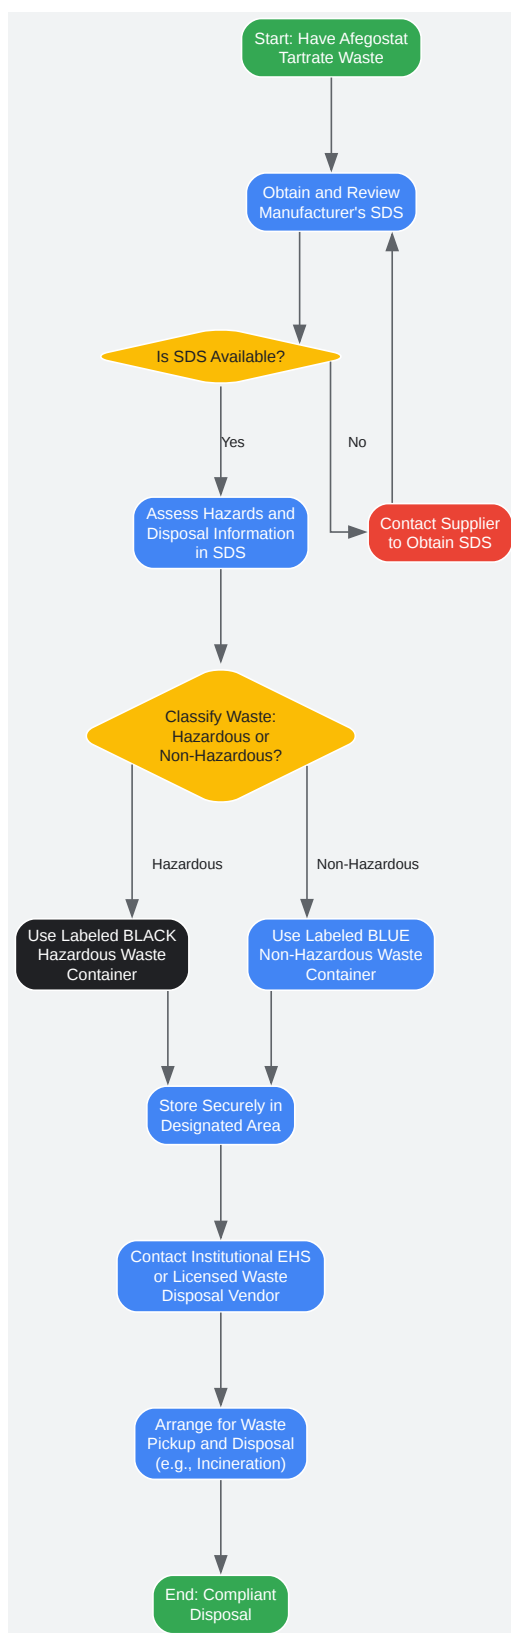 Start: Have Afegostat
Tartrate Waste
Obtain and Review
Manufacturer's SDS
Is SDS Available?
Yes
No
Assess Hazards and
Disposal Information
in SDS
Contact Supplier
to Obtain SDS
Classify Waste:
Hazardous or
Non-Hazardous?
Hazardous
Non-Hazardous
Use Labeled BLACK
Hazardous Waste
Container
Use Labeled BLUE
Non-Hazardous Waste
Container
Store Securely in
Designated Area
Contact Institutional EHS
or Licensed Waste
Disposal Vendor
Arrange for Waste
Pickup and Disposal
(e.g., Incineration)
End: Compliant
Disposal